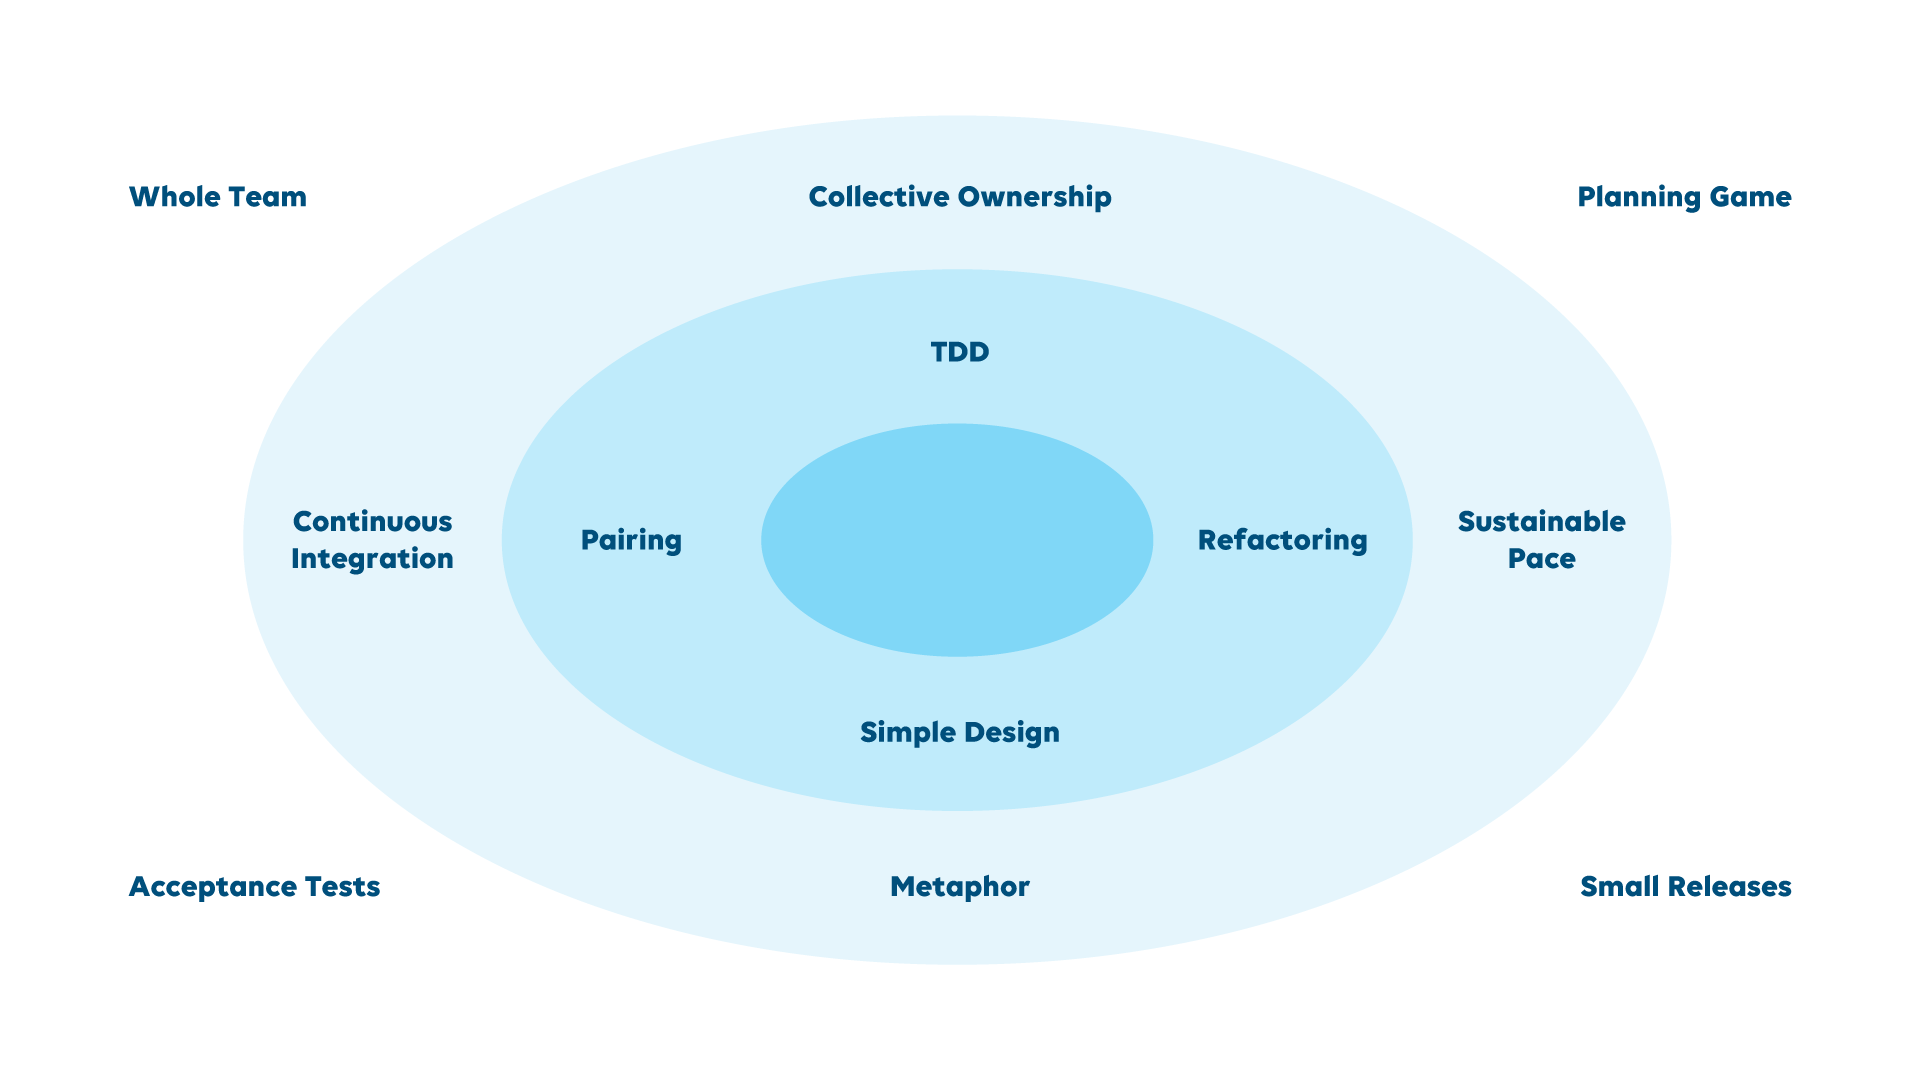 Whole Team
Collective Ownership
Planning Game
TDD
Continuous
Integration
Pairing
Refactoring
Sustainable
Pace
Simple Design
Acceptance Tests
Metaphor
Small Releases